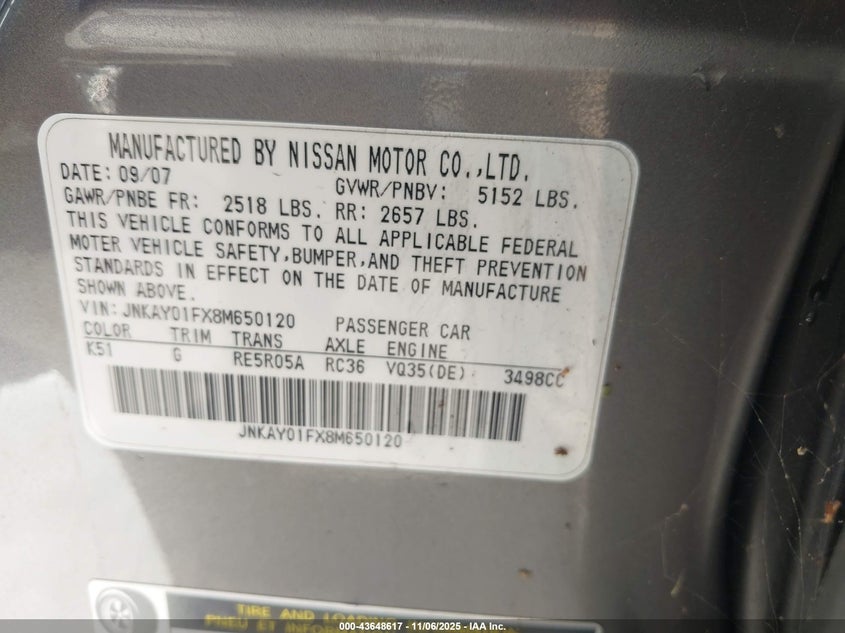 MANUFACTURED BY NISSAN MOTOR CO.,LTD.
DATE: 09/07 GVWR/PNBV: 5152 LBS.
GAWR/PNBE FR: 2518 LBS. RR: 2657 LBS.
THIS VEHICLE CONFORMS TO ALL APPLICABLE FEDERAL
MOTER VEHICLE SAFETY,BUMPER,AND THEFT PREVENTION
STANDARDS IN EFFECT ON THE DATE OF MANUFACTURE
SHOWN ABOVE.
VIN: JNKAY01FX8M650120 PASSENGER CAR
COLOR TRIM TRANS AXLE ENGINE
K51 G RE5R05A RC36 VQ35(DE) 3498CC
JNKAY01FX8M650120
TIRE AND LOADING
PNEU ET
000-43648617 - 11/06/2025 - IAA Inc.